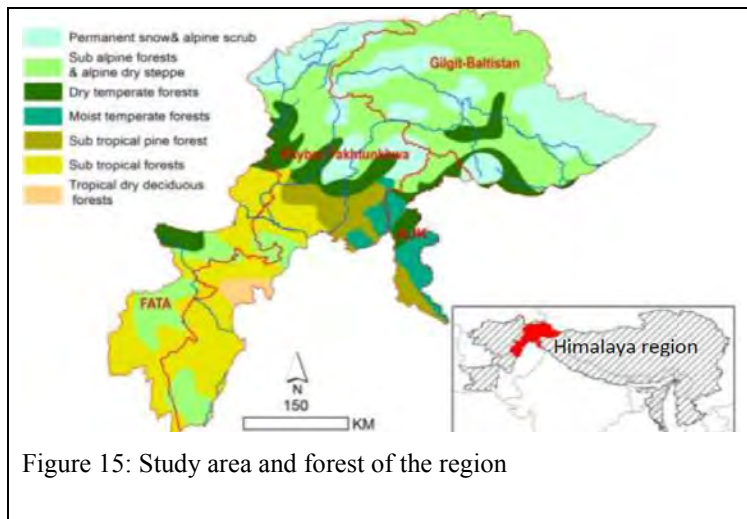 Permanent snow& alpine scrub
Sub alpine forests
& alpine dry steppe
Dry temperate forests
Moist temperate forests
Sub tropical pine forest
Sub tropical forests
Tropical dry deciduous
forests
Gilgit-Baltistan
Khyber Pakhtunkhwa
AJK
FATA
N
150
KM
Himalaya region
Figure 15: Study area and forest of the region